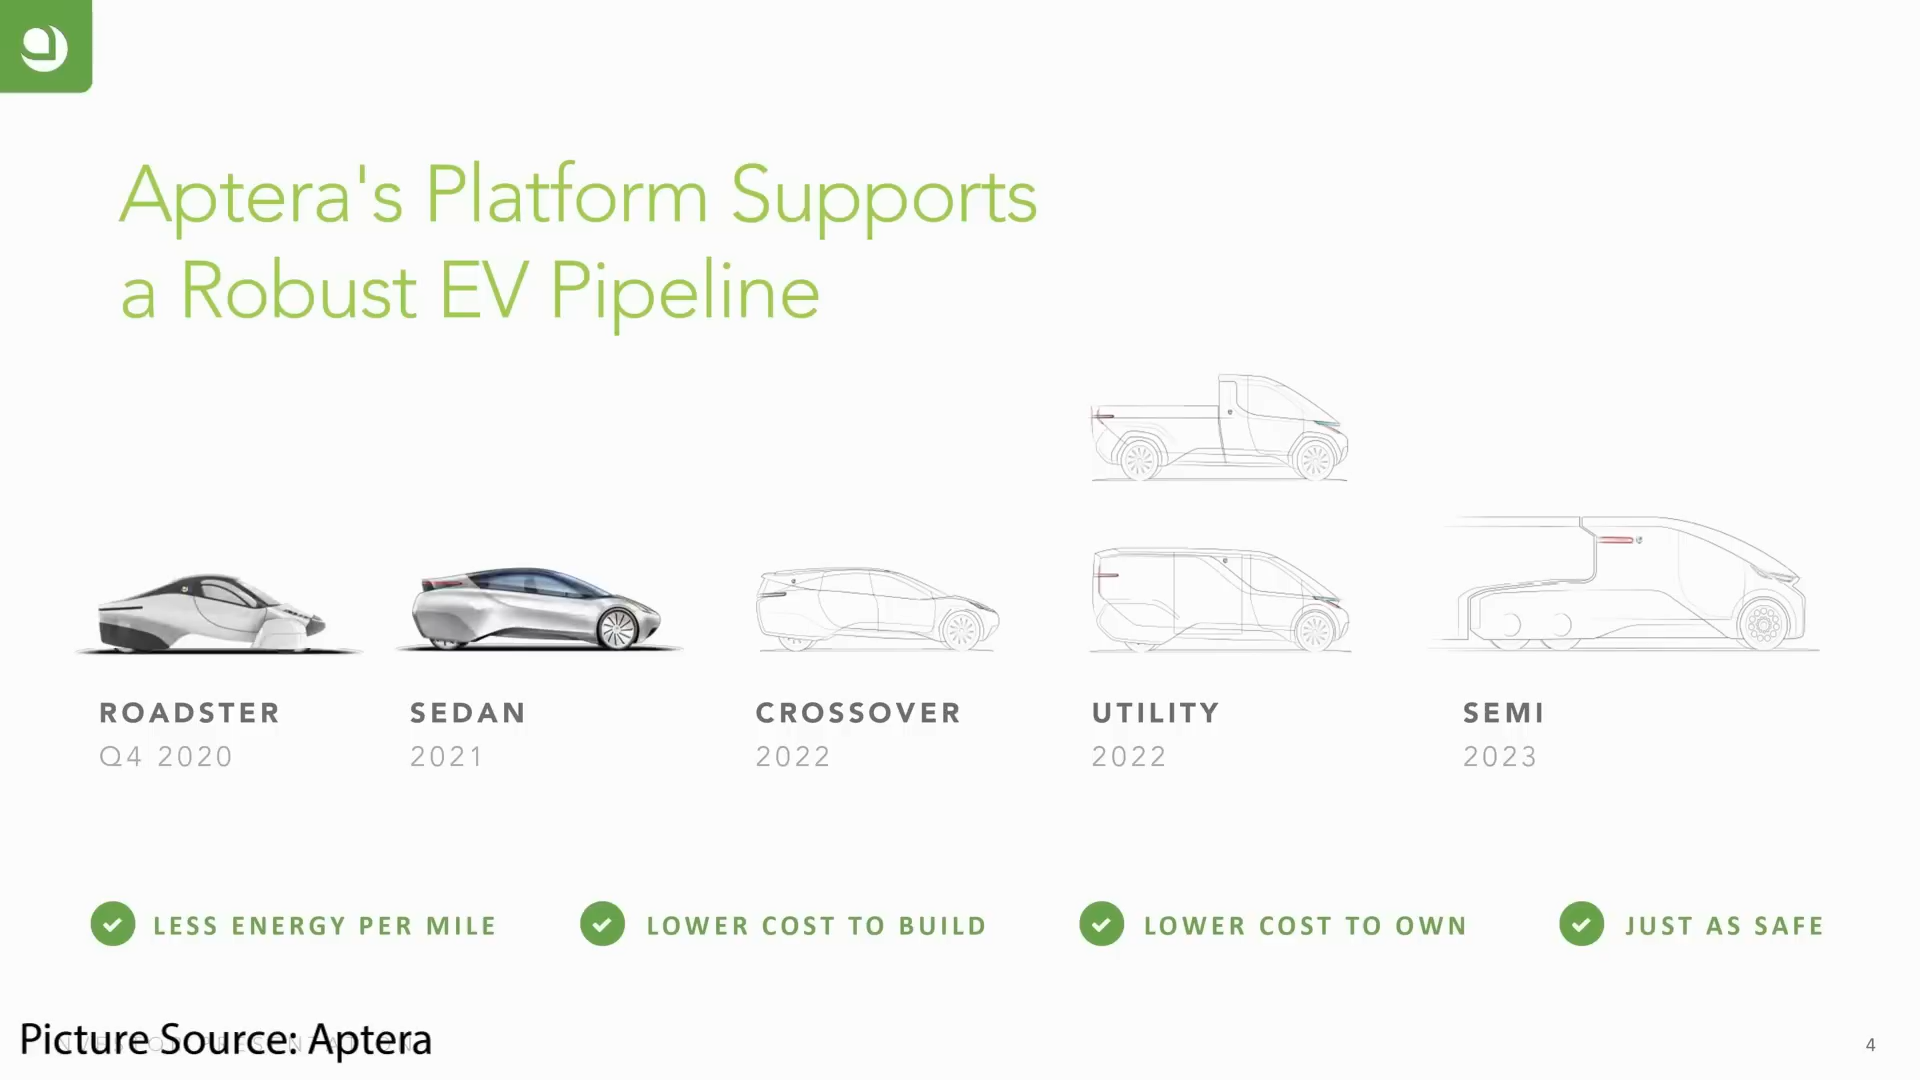 Aptera's Platform Supports
a Robust EV Pipeline
ROADSTER
Q4 2020
SEDAN
2021
CROSSOVER
2022
UTILITY
2022
SEMI
2023
LESS ENERGY PER MILE
LOWER COST TO BUILD
LOWER COST TO OWN
JUST AS SAFE
Picture Source: Aptera
4